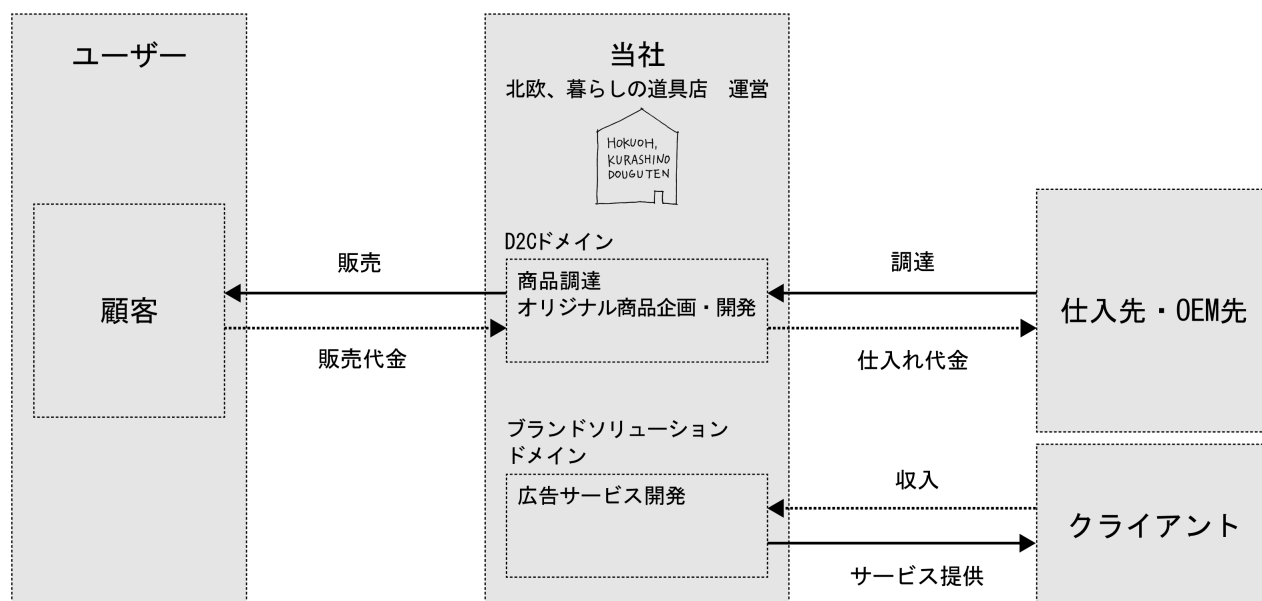 ユーザー
顧客
販売
販売代金
当社
北欧、暮らしの道具店　運営
HOKUOH,
KURASHINO
DOUGUTEN
D2Cドメイン
商品調達
オリジナル商品企画・開発
ブランドソリューション
ドメイン
広告サービス開発
調達
仕入れ代金
仕入先・OEM先
収入
サービス提供
クライアント